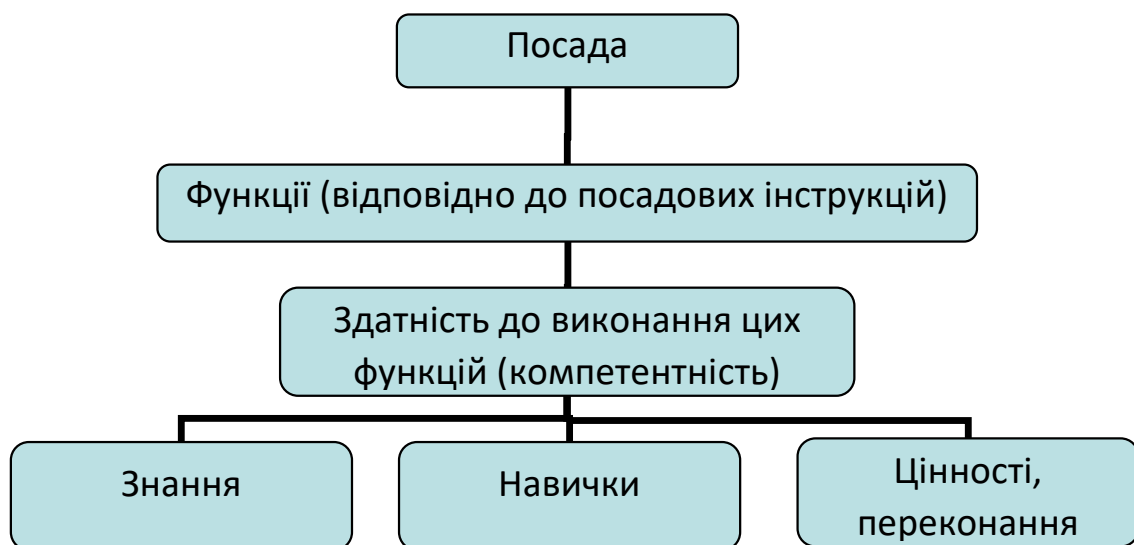 Посада
Функції (відповідно до посадових інструкцій)
Здатність до виконання цих
функцій (компетентність)
Знання
Навички
Цінності,
переконання